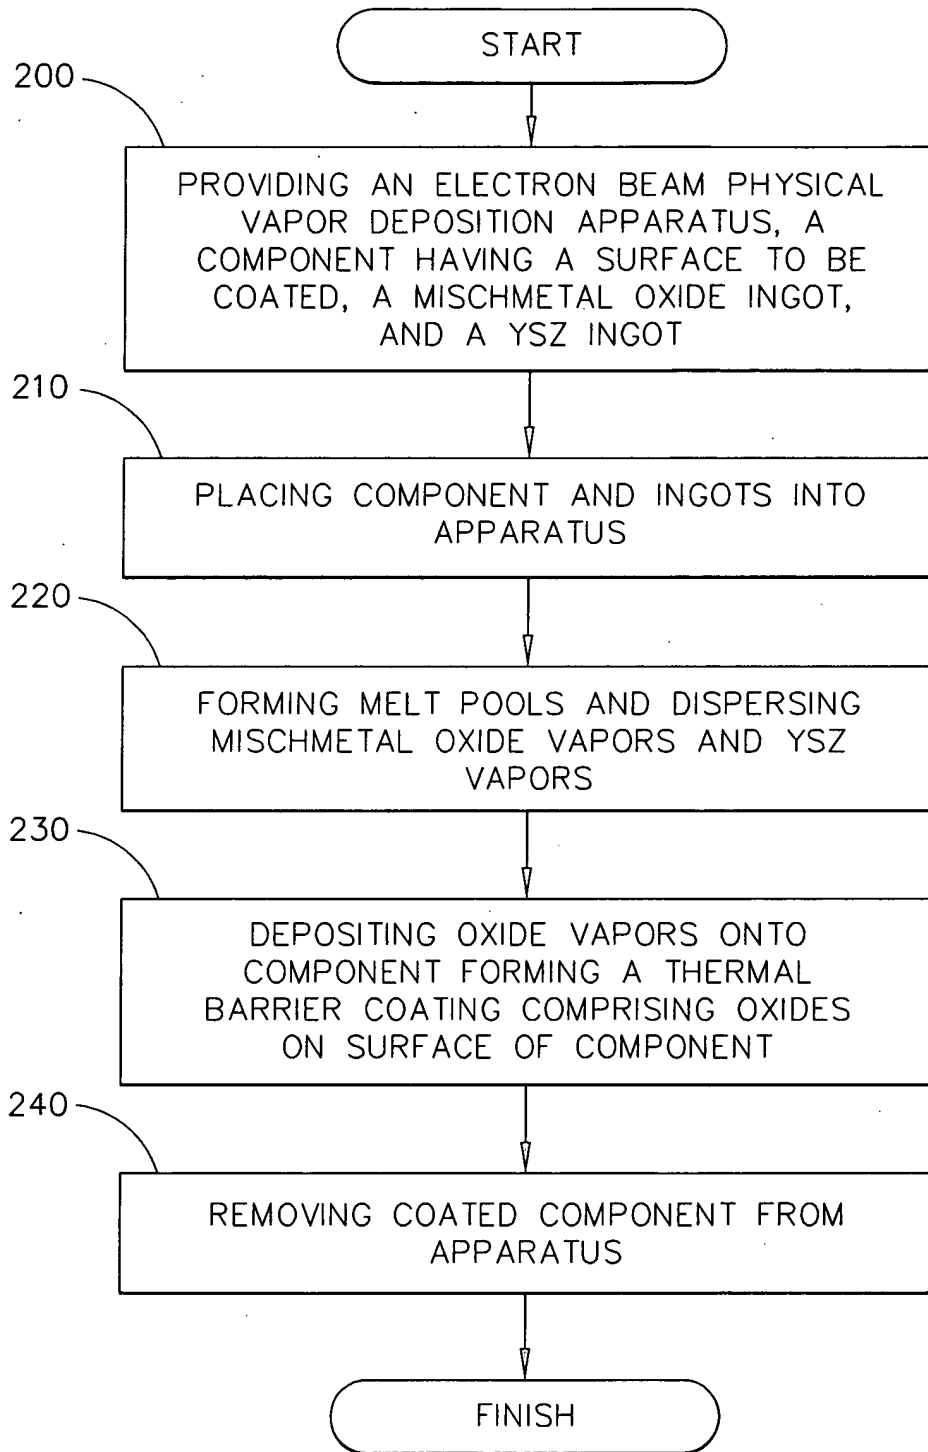 START
200
PROVIDING AN ELECTRON BEAM PHYSICAL
VAPOR DEPOSITION APPARATUS, A
COMPONENT HAVING A SURFACE TO BE
COATED, A MISCHMETAL OXIDE INGOT,
AND A YSZ INGOT
210
PLACING COMPONENT AND INGOTS INTO
APPARATUS
220
FORMING MELT POOLS AND DISPERSING
MISCHMETAL OXIDE VAPORS AND YSZ
VAPORS
230
DEPOSITING OXIDE VAPORS ONTO
COMPONENT FORMING A THERMAL
BARRIER COATING COMPRISING OXIDES
ON SURFACE OF COMPONENT
240
REMOVING COATED COMPONENT FROM
APPARATUS
FINISH